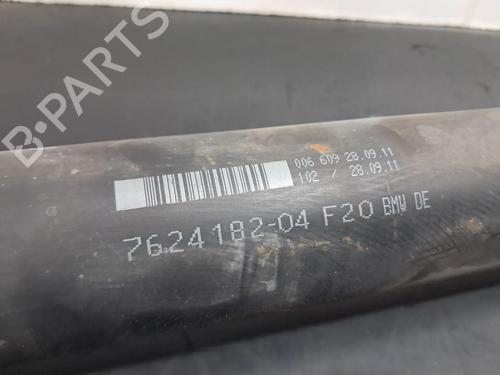 B-PARTS
006 609 28.09.11
102 / 28.09.11
7624182-04 F20 BMW DE